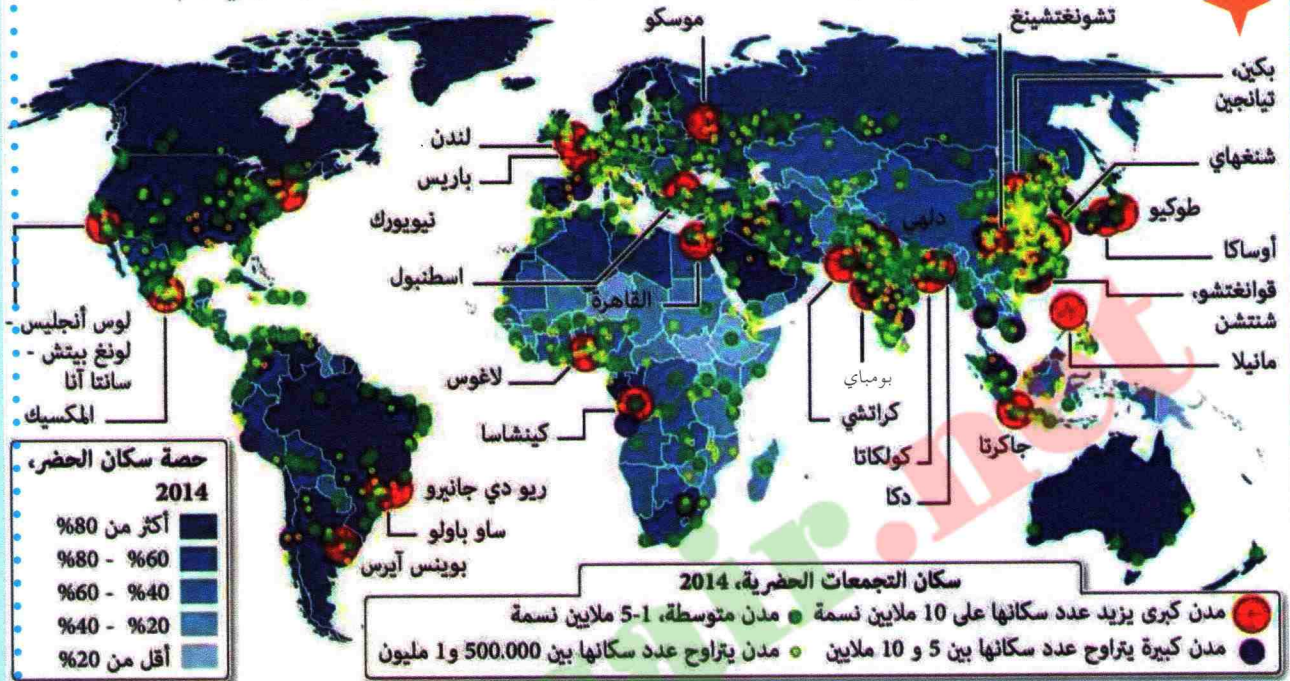 موسكو
تشونغتشينغ
بكين،
تيانجين
شنغهاي
طوكيو
أوساكا
قوانغتشو،
شنتشن
مانيلا
لندن
باريس
نيويورك
اسطنبول
القاهرة
دلهي
لوس أنجليس -
لونغ بيتش -
سانتا آنا
المكسيك
لاغوس
كينشاسا
بومباي
كراتشي
كولكاتا
دكا
جاكرتا
ريو دي جانيرو
ساو باولو
بوينس آيرس
حصة سكان الحضر،
2014
أكثر من 80%
60% - 80%
40% - 60%
20% - 40%
أقل من 20%
سكان التجمعات الحضرية، 2014
مدن كبرى يزيد عدد سكانها على 10 ملايين نسمة
مدن متوسطة، 1-5 ملايين نسمة
مدن كبيرة يتراوح عدد سكانها بين 5 و 10 ملايين
مدن يتراوح عدد سكانها بين 500.000 و1 مليون
ir.net